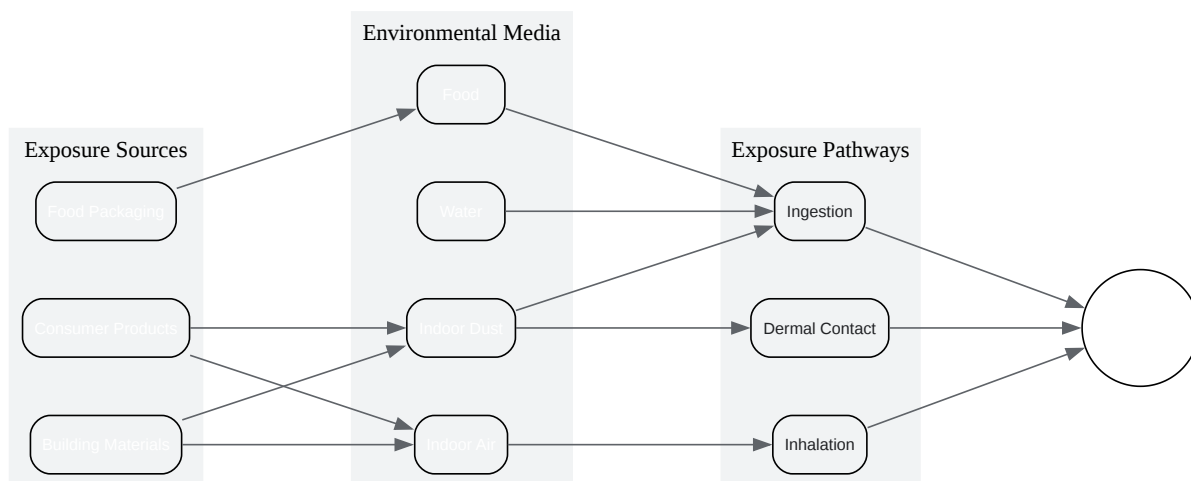 Environmental Media
Food
Exposure Sources
Exposure Pathways
Food Packaging
Water
Ingestion
Consumer Products
Indoor Dust
Dermal Contact
Building Materials
Indoor Air
Inhalation